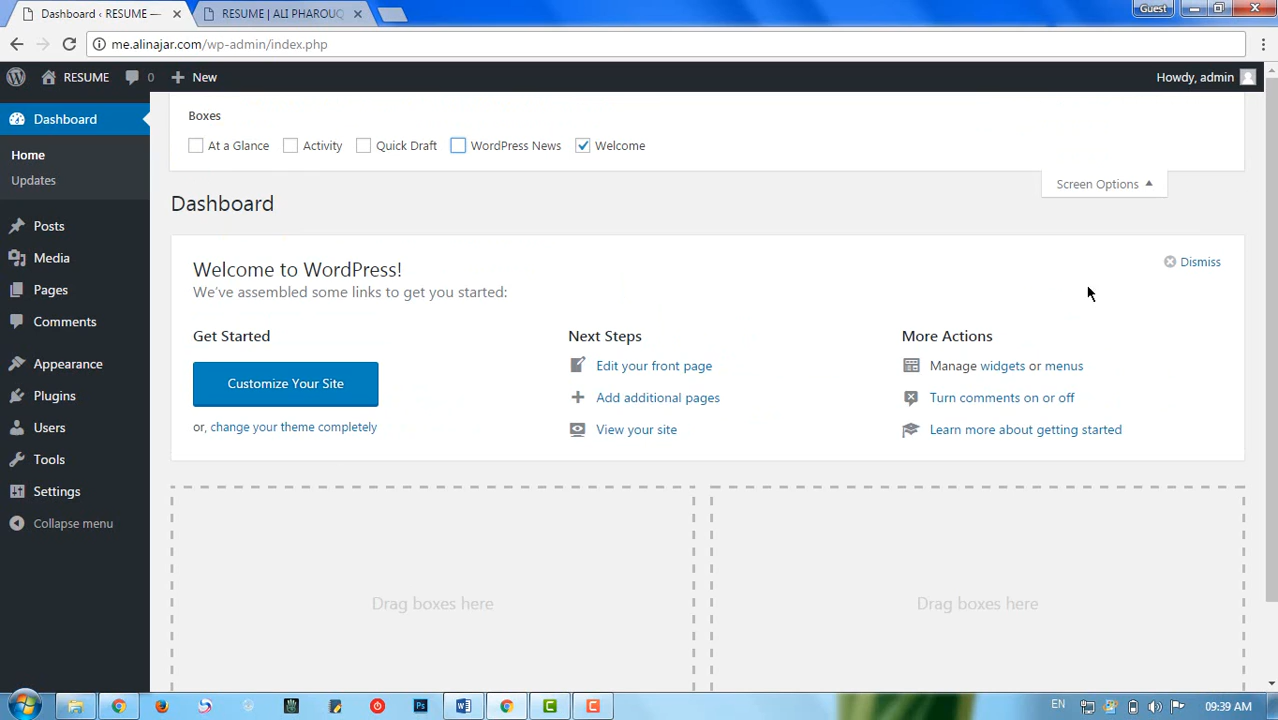 Dashboard ‹ RESUME —
RESUME | ALI PHAROUQ
Guest
me.alinajar.com/wp-admin/index.php
RESUME
0
New
Howdy, admin
Dashboard
Home
Updates
Posts
Media
Pages
Comments
Appearance
Plugins
Users
Tools
Settings
Collapse menu
Boxes
At a Glance
Activity
Quick Draft
WordPress News
Welcome
Screen Options
Dashboard
Welcome to WordPress!
Dismiss
We've assembled some links to get you started:
Get Started
Customize Your Site
or, change your theme completely
Next Steps
Edit your front page
Add additional pages
View your site
More Actions
Manage widgets or menus
Turn comments on or off
Learn more about getting started
Drag boxes here
Drag boxes here
Ps
EN
09:39 AM